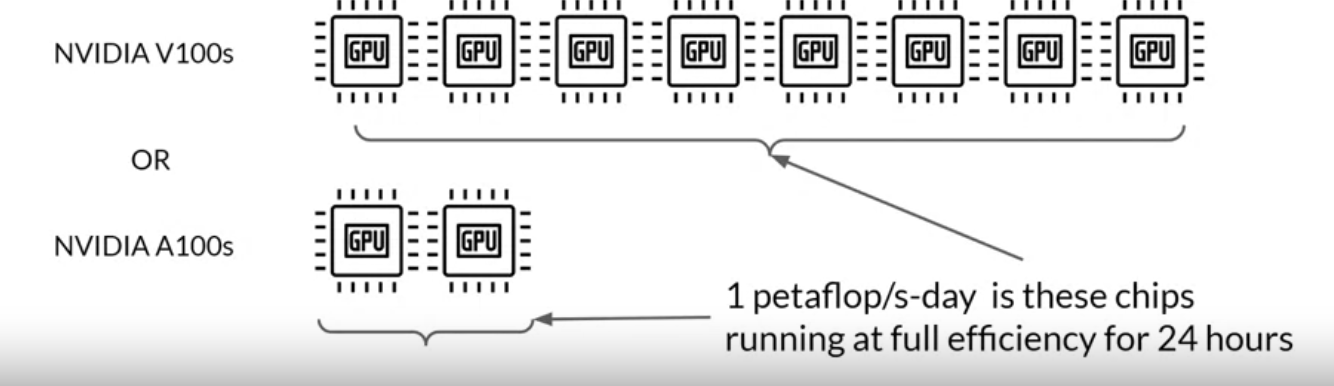 NVIDIA V100s
GPU GPU GPU GPU GPU GPU GPU GPU
OR
NVIDIA A100s
GPU GPU
1 petaflop/s-day is these chips
running at full efficiency for 24 hours